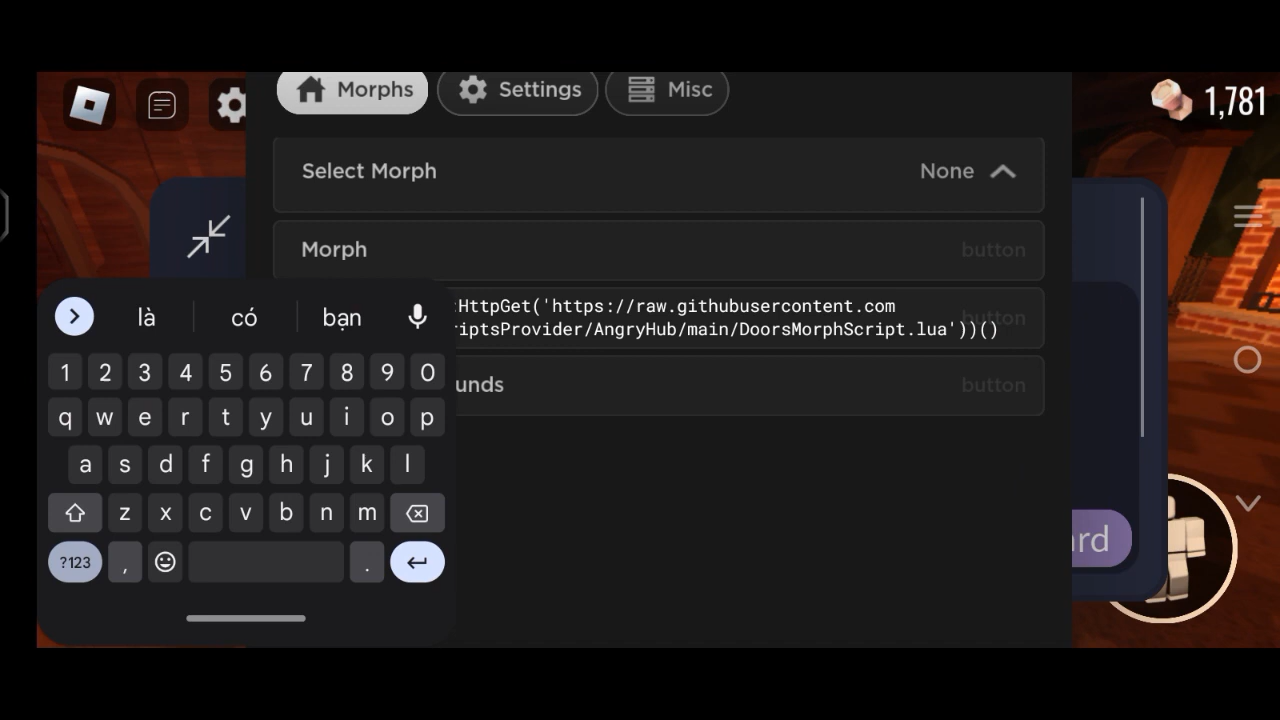 Morphs
Settings
Misc
1,781
Select Morph
None
Morph
button
HttpGet('https://raw.githubusercontent.com
button
riptsProvider/AngryHub/main/DoorsMorphScript.lua'))()
unds
button
là
có
bạn
1 2 3 4 5 6 7 8 9 0
q w e r t y u i o p
a s d f g h j k l
z x c v b n m
?123 , .
rd